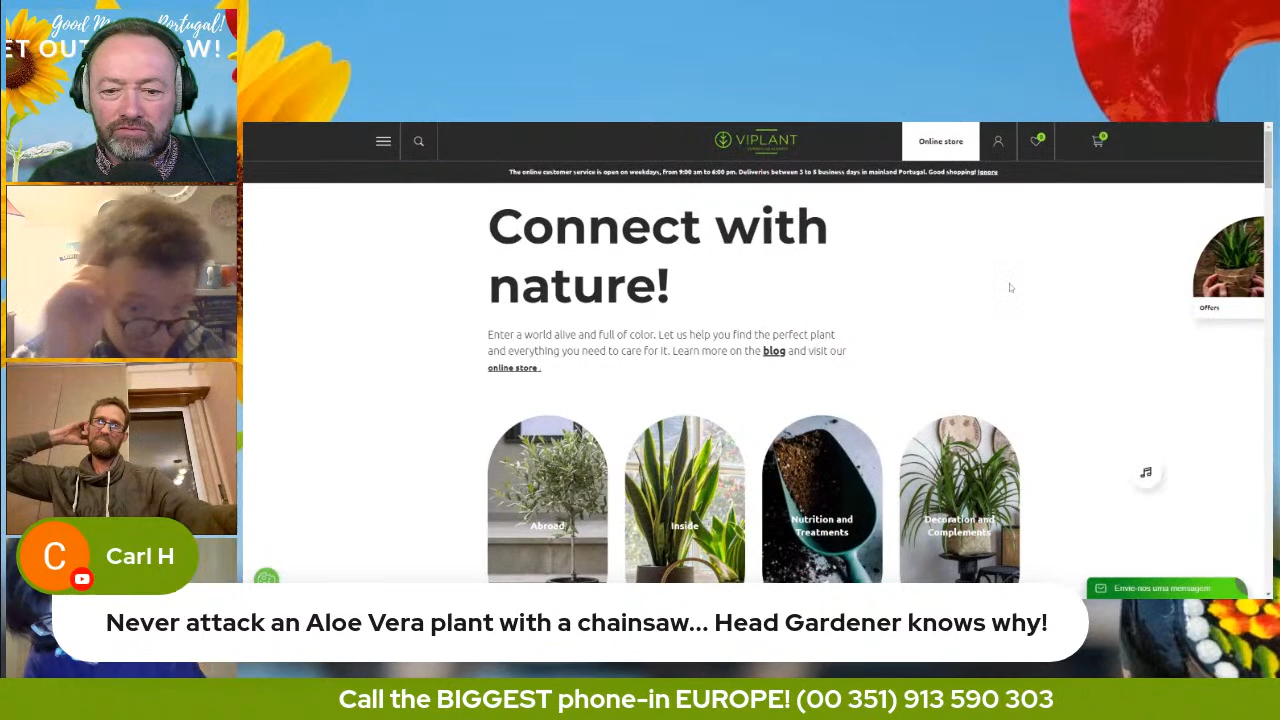 Good M Portugal!
ET OUT W!
VIPLANT
Online store
0
0
The online customer service is open on weekdays, from 9:00 am to 6:00 pm. Deliveries between 3 to 5 business days in mainland Portugal. Good shopping! Ignore
Connect with
nature!
Enter a world alive and full of color. Let us help you find the perfect plant
and everything you need to care for it. Learn more on the blog and visit our
online store .
Offers
Abroad
Inside
Nutrition and
Treatments
Decoration and
Complements
Envie-nos uma mensagem
C
Carl H
Never attack an Aloe Vera plant with a chainsaw... Head Gardener knows why!
Call the BIGGEST phone-in EUROPE! (00 351) 913 590 303